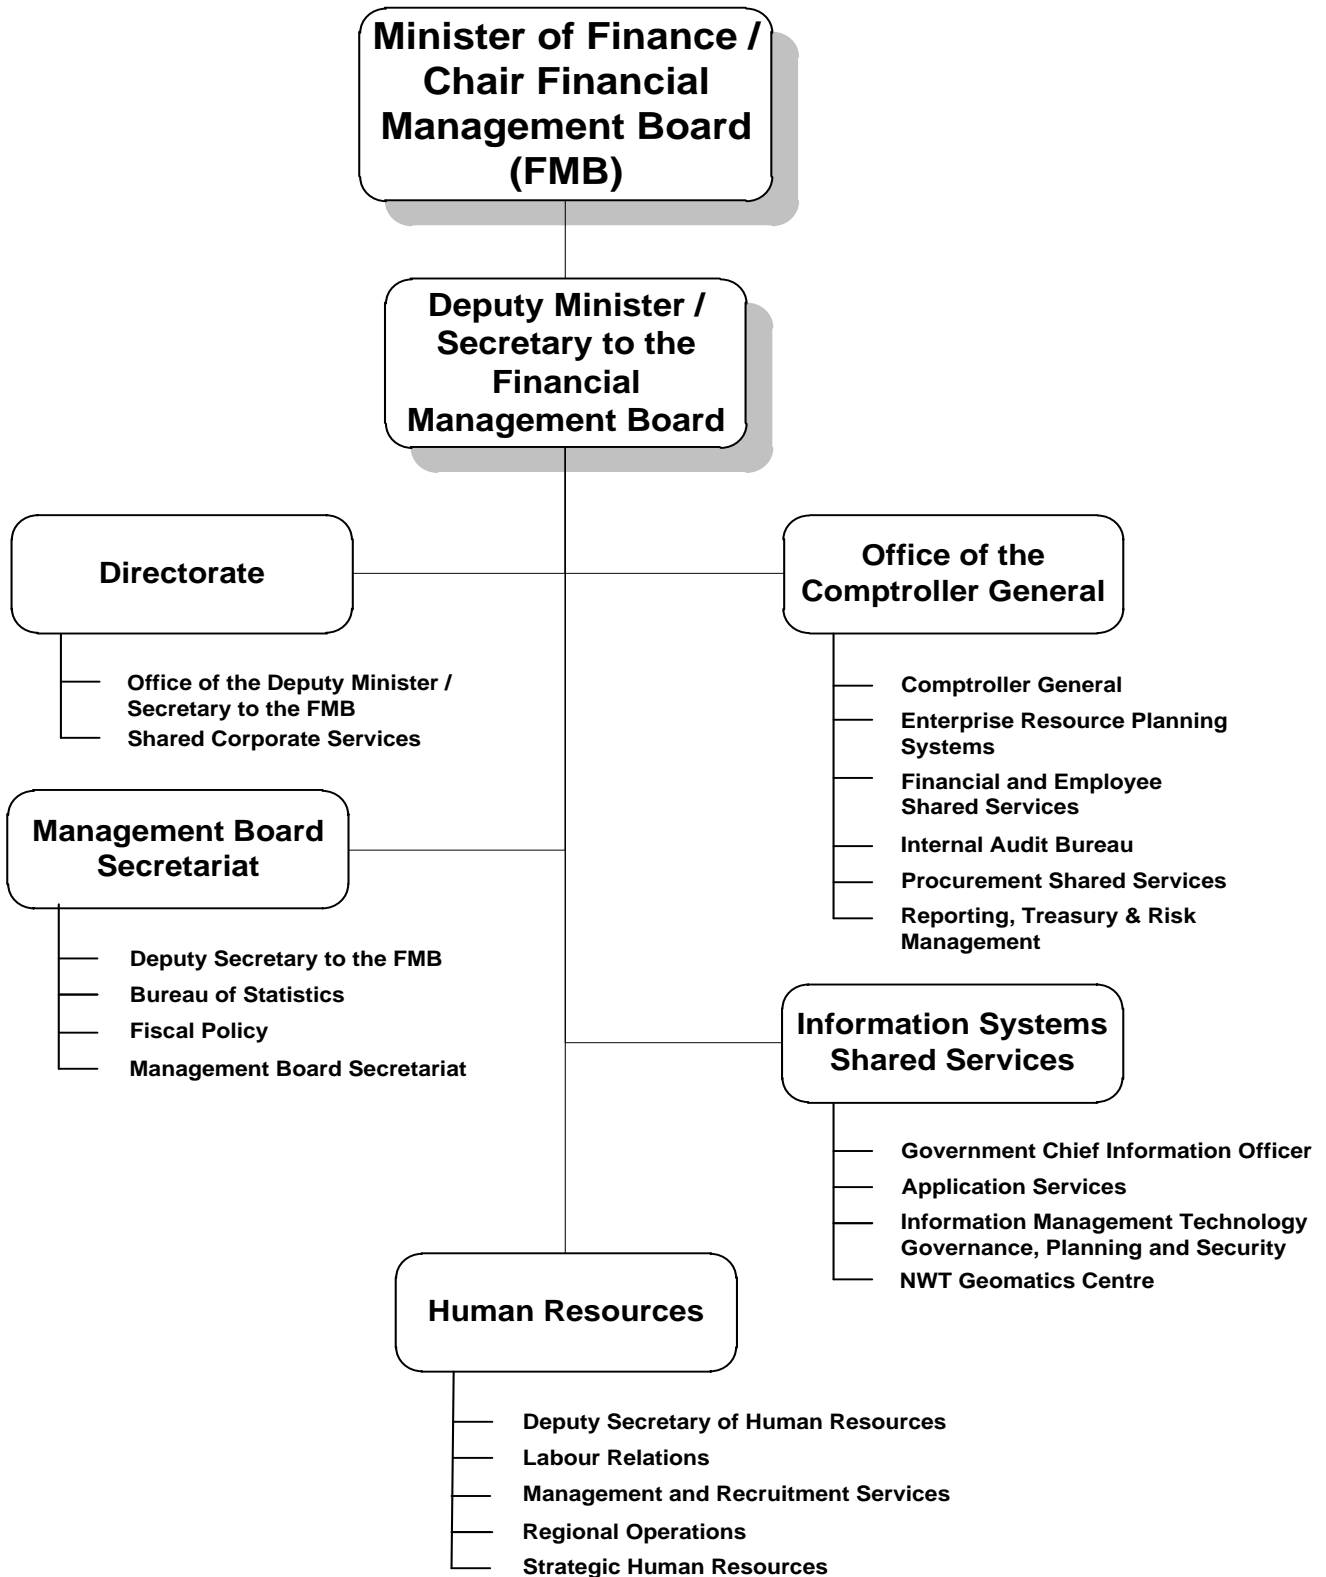 Minister of Finance /
Chair Financial
Management Board
(FMB)
Deputy Minister /
Secretary to the
Financial
Management Board
Directorate
Office of the Deputy Minister /
Secretary to the FMB
Shared Corporate Services
Office of the
Comptroller General
Comptroller General
Enterprise Resource Planning
Systems
Financial and Employee
Shared Services
Internal Audit Bureau
Procurement Shared Services
Reporting, Treasury & Risk
Management
Management Board
Secretariat
Deputy Secretary to the FMB
Bureau of Statistics
Fiscal Policy
Management Board Secretariat
Information Systems
Shared Services
Government Chief Information Officer
Application Services
Information Management Technology
Governance, Planning and Security
NWT Geomatics Centre
Human Resources
Deputy Secretary of Human Resources
Labour Relations
Management and Recruitment Services
Regional Operations
Strategic Human Resources